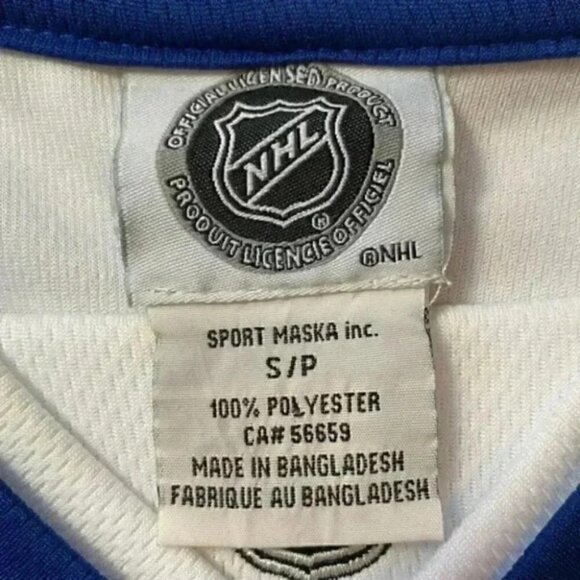 OFFICIAL LICENSED PRODUCT
NHL
PRODUIT LICENCIE OFFICIEL
®
®NHL
SPORT MASKA inc.
S/P
100% POLYESTER
CA# 56659
MADE IN BANGLADESH
FABRIQUE AU BANGLADESH